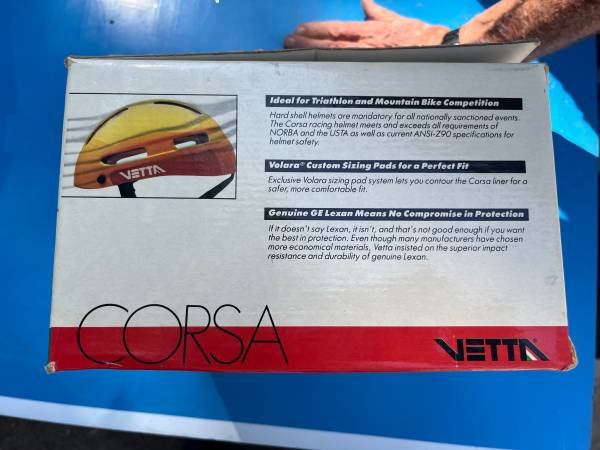 Ideal for Triathlon and Mountain Bike Competition
Hard shell helmets are mandatory for all nationally sanctioned events.
The Corsa racing helmet meets and exceeds all requirements of
NORBA and the USTA as well as current ANSI-Z90 specifications for
helmet safety.
Volara® Custom Sizing Pads for a Perfect Fit
Exclusive Volara sizing pad system lets you contour the Corsa liner for a
safer, more comfortable fit.
Genuine GE Lexan Means No Compromise in Protection
If it doesn't say Lexan, it isn't, and that's not good enough if you want
the best in protection. Even though many manufacturers have chosen
more economical materials, Vetta insisted on the superior impact
resistance and durability of genuine Lexan.
VETTA
CORSA
VETTA